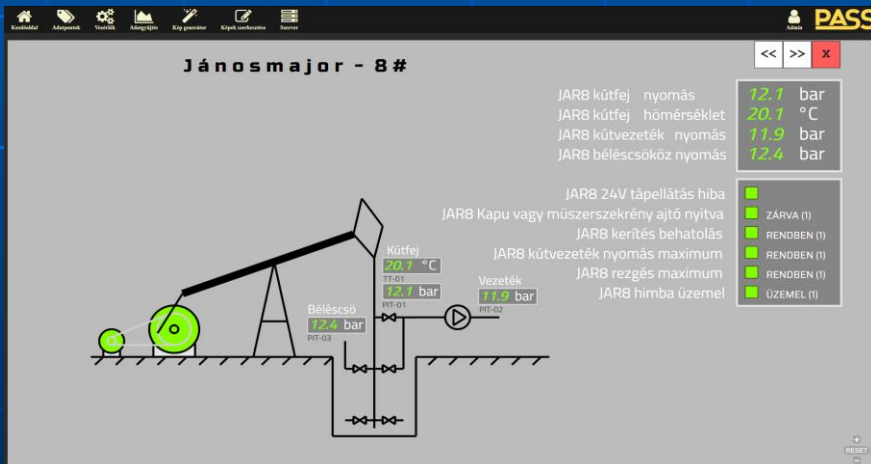 Kezdőoldal Adatpontok Vezérlők Adatgyűjtés Kép generátor Képek szerkesztése Szerver Admin PASS
Jánosmajor - 8#
<< >> X
JAR8 kútfej nyomás 12.1 bar
JAR8 kútfej hömérséklet 20.1 °C
JAR8 kútvezeték nyomás 11.9 bar
JAR8 béléscsököz nyomás 12.4 bar
JAR8 24V tápellátás hiba
JAR8 Kapu vagy müszerszekrény ajtó nyitva ZÁRVA (1)
JAR8 kerítés behatolás RENDBEN (1)
JAR8 kútvezeték nyomás maximum RENDBEN (1)
JAR8 rezgés maximum RENDBEN (1)
JAR8 himba üzemel ÜZEMEL (1)
Kútfej
20.1 °C
TT-01
12.1 bar
PIT-01
Vezeték
11.9 bar
PIT-02
Béléscsö
12.4 bar
PIT-03
+
RESET
-